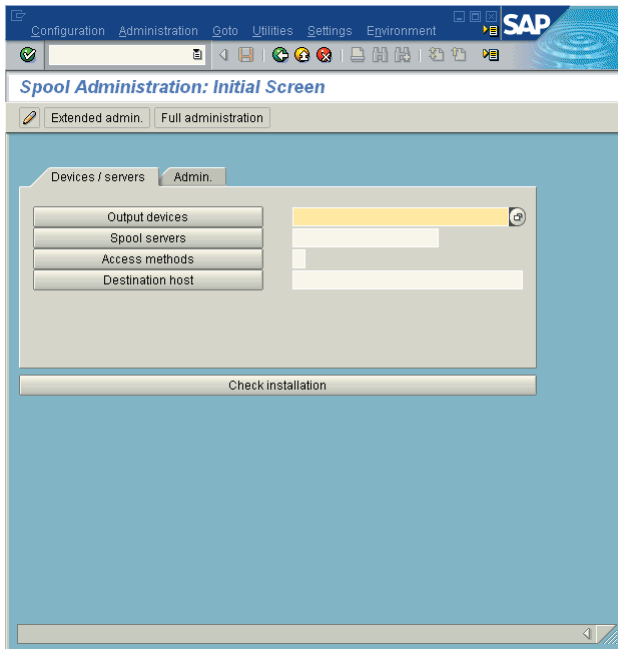 Configuration Administration Goto Utilities Settings Environment
SAP
Spool Administration: Initial Screen
Extended admin. Full administration
Devices / servers Admin.
Output devices
Spool servers
Access methods
Destination host
Check installation